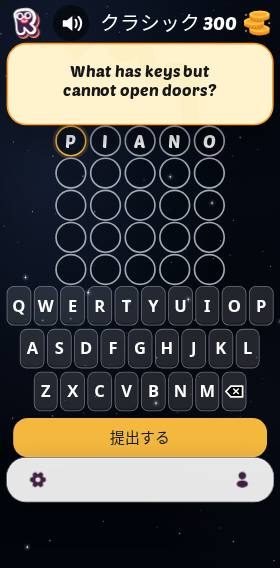 R
クラシック 300
What has keys but
cannot open doors?
P I A N O
Q W E R T Y U I O P
A S D F G H J K L
Z X C V B N M
提出する